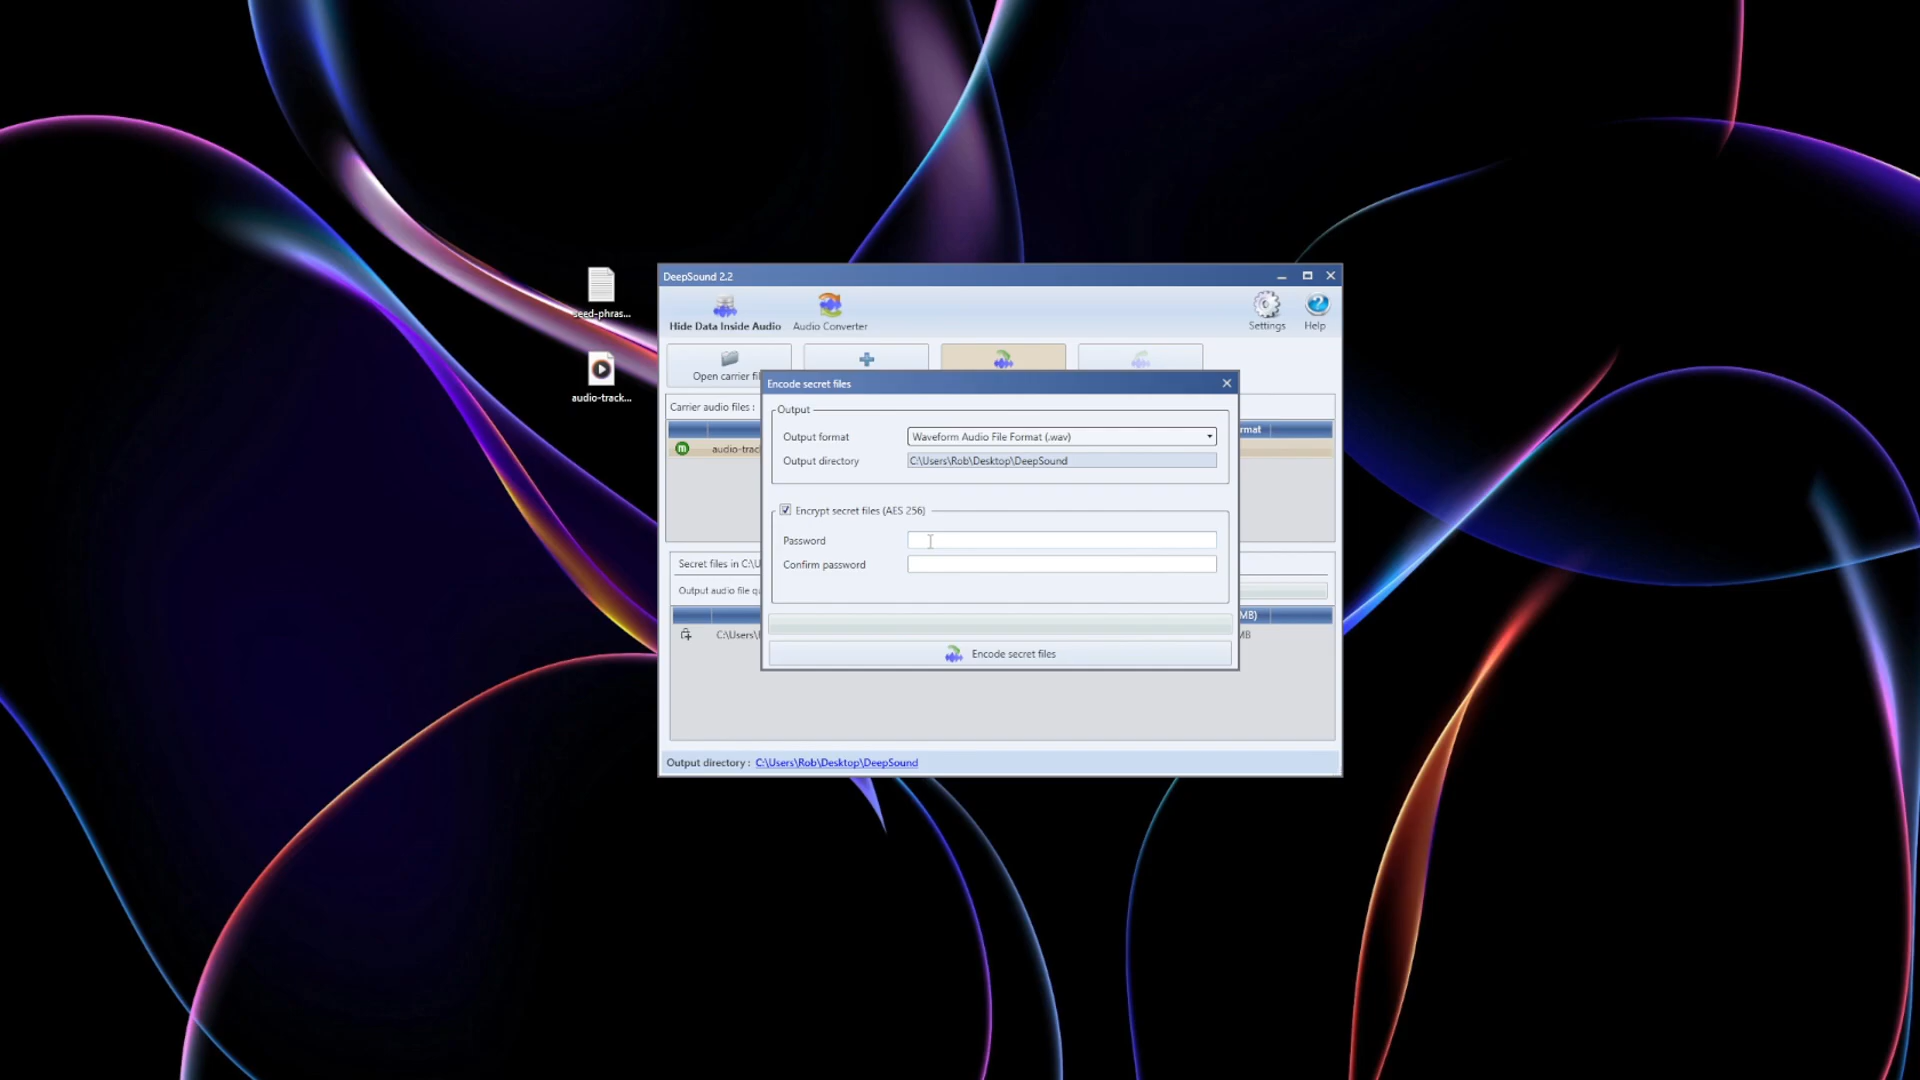 seed-phras...
audio-track...
DeepSound 2.2
Hide Data Inside Audio
Audio Converter
Settings
Help
Open carrier fil
Encode secret files
Carrier audio files :
rmat
m
audio-trac
Output
Output format
Waveform Audio File Format (.wav)
Output directory
C:\Users\Rob\Desktop\DeepSound
Encrypt secret files (AES 256)
Password
Confirm password
Secret files in C:\U
Output audio file qu
MB)
C:\Users\
MB
Encode secret files
Output directory : C:\Users\Rob\Desktop\DeepSound